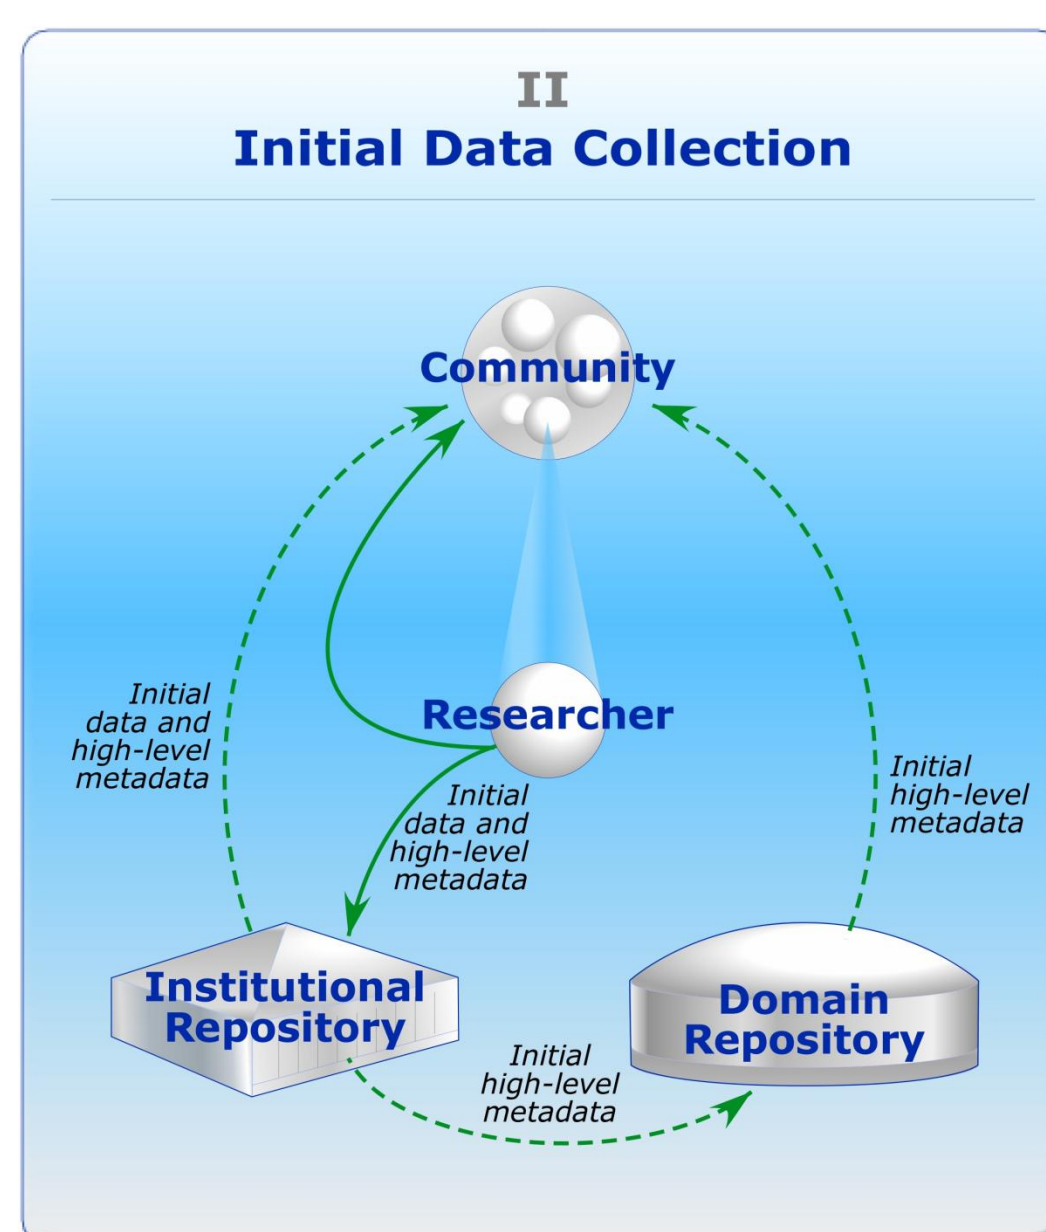 II
Initial Data Collection
Community
Researcher
Initial
data and
high-level
metadata
Initial
data and
high-level
metadata
Initial
high-level
metadata
Institutional
Repository
Domain
Repository
Initial
high-level
metadata